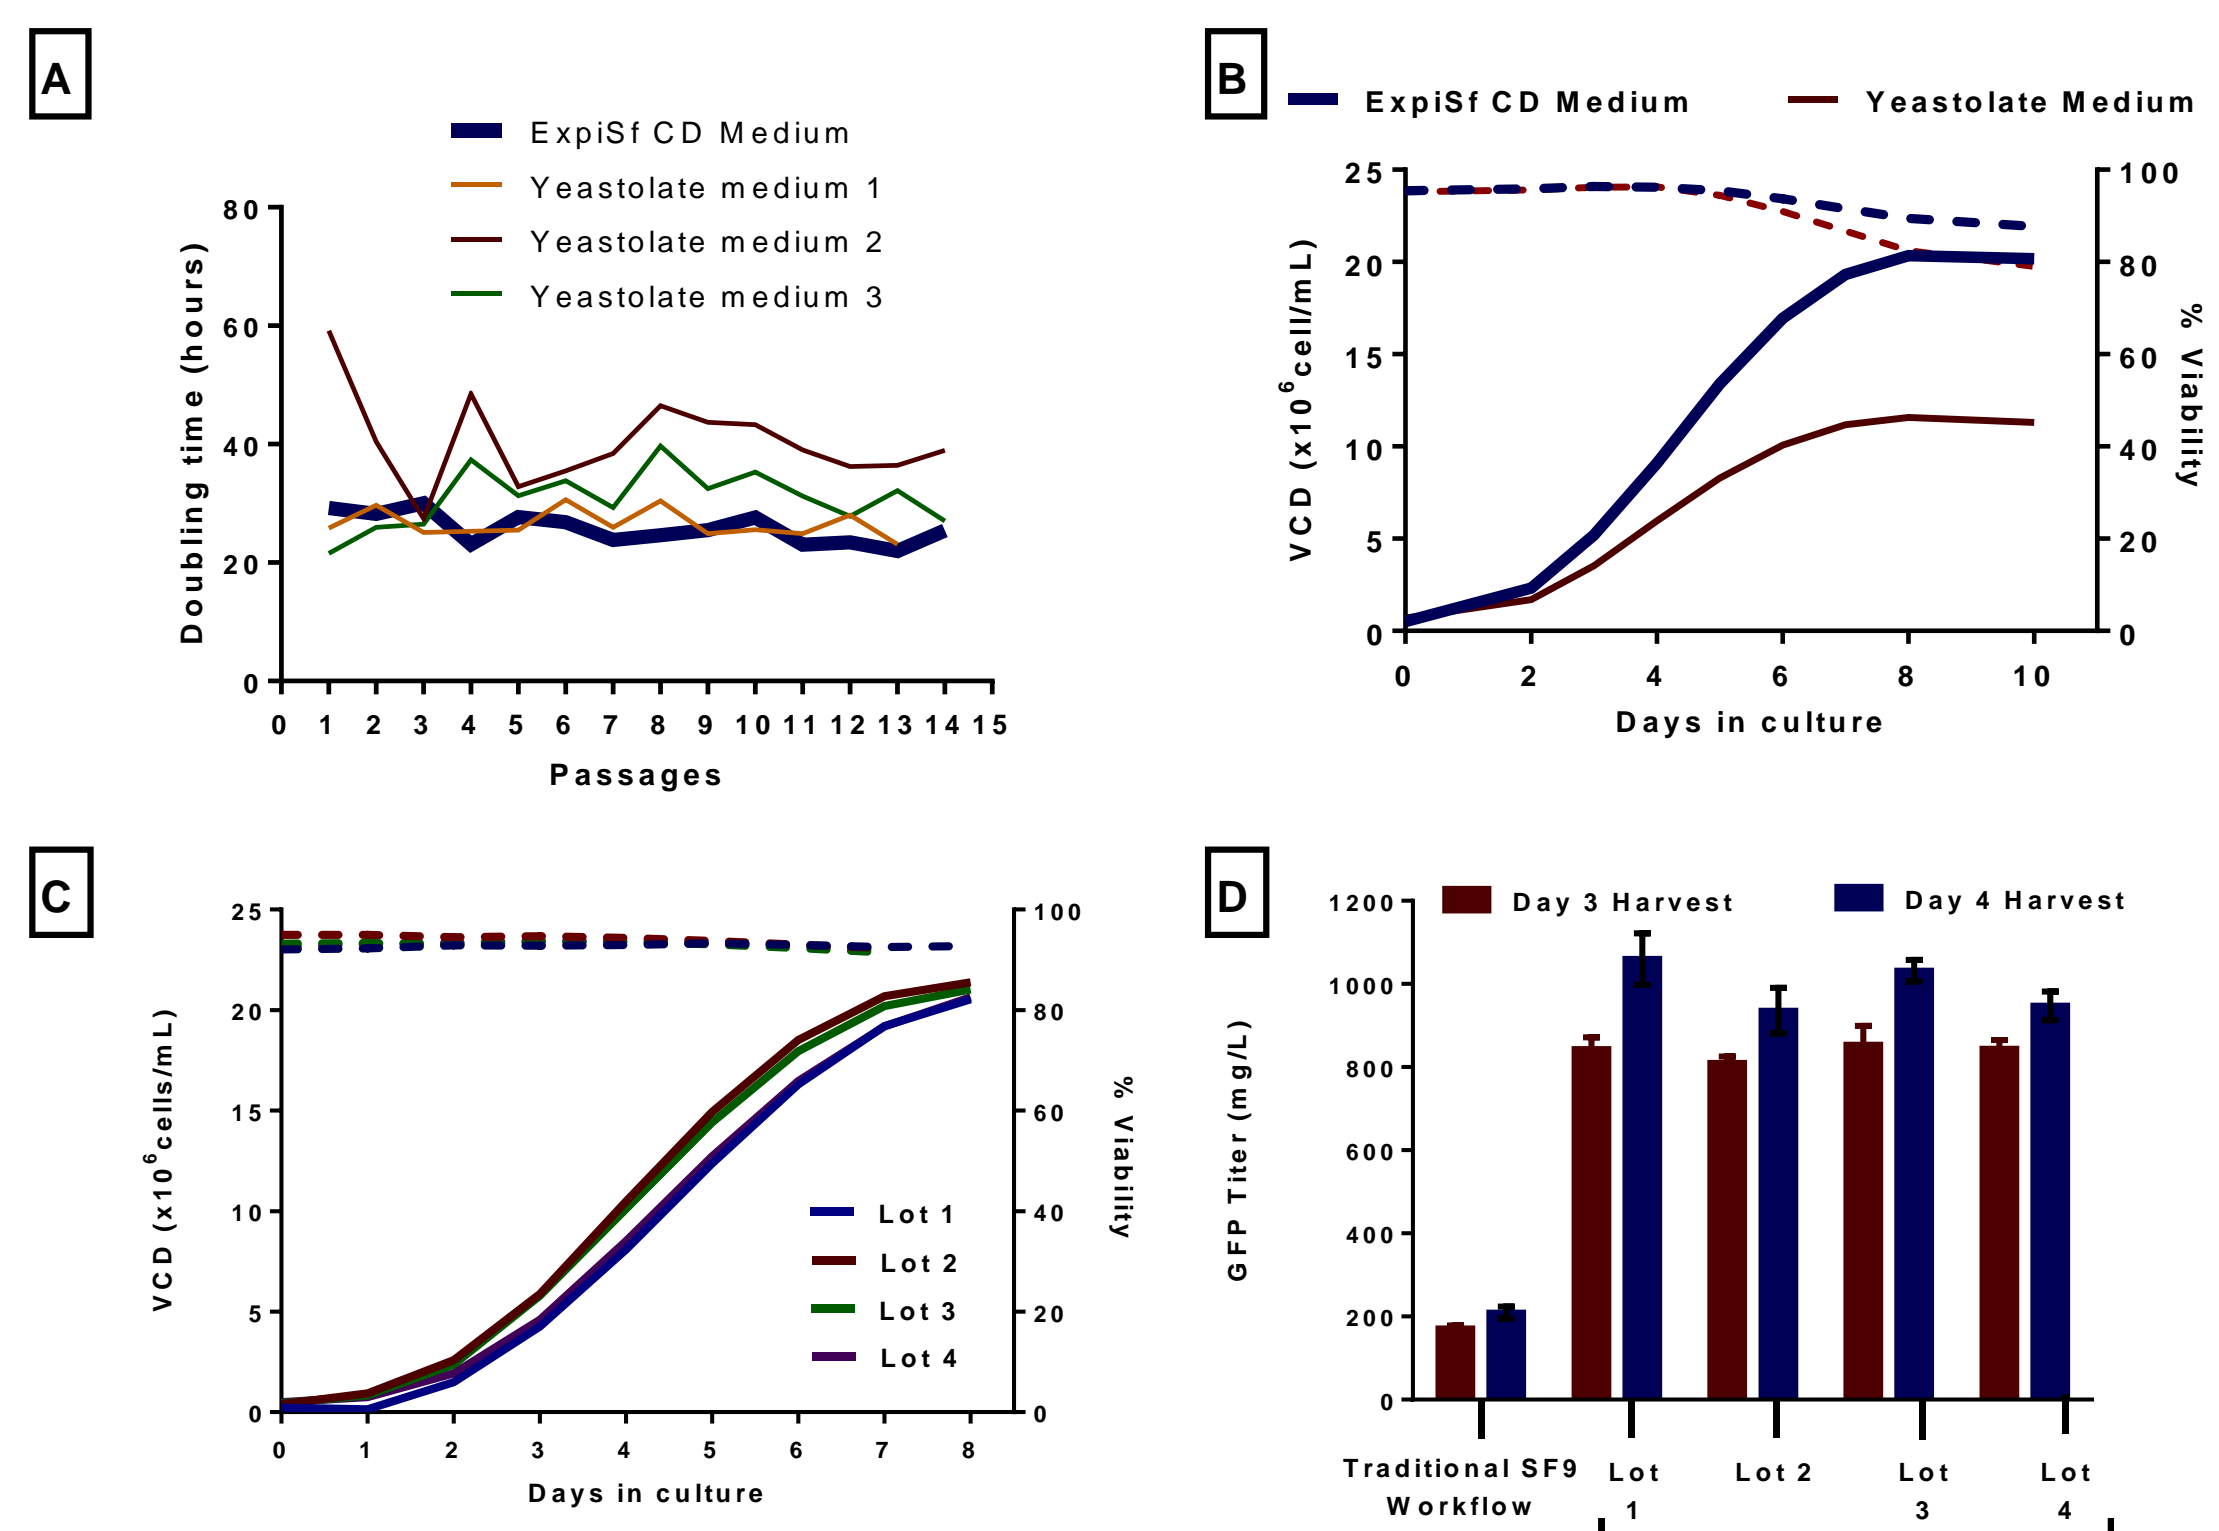 A
ExpiSf CD Medium
Yeastolate medium 1
Yeastolate medium 2
Yeastolate medium 3
Doubling time (hours)
80
60
40
20
0
0 1 2 3 4 5 6 7 8 9 10 11 12 13 14 15
Passages
B
ExpiSf CD Medium Yeastolate Medium
VCD (x10^6 cell/mL)
25
20
15
10
5
0
100
80
60
40
20
0
% Viability
0 2 4 6 8 10
Days in culture
C
VCD (x10^6 cells/mL)
25
20
15
10
5
0
100
80
60
40
20
0
% Viability
Lot 1
Lot 2
Lot 3
Lot 4
0 1 2 3 4 5 6 7 8
Days in culture
D
Day 3 Harvest Day 4 Harvest
GFP Titer (mg/L)
1200
1000
800
600
400
200
0
Traditional SF9 Workflow
Lot 1
Lot 2
Lot 3
Lot 4